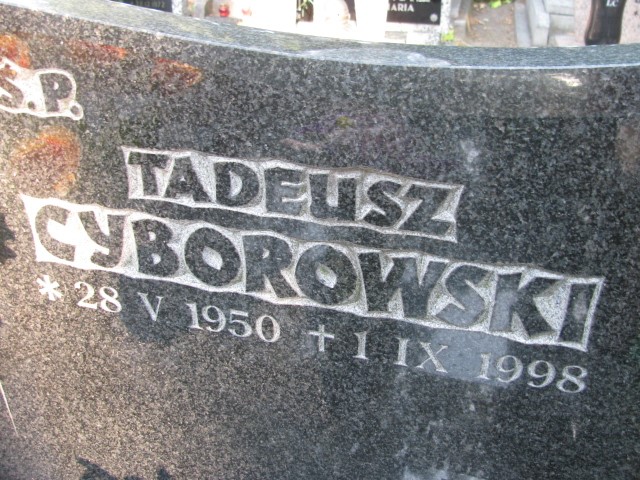 Ś.P.
TADEUSZ
CYBOROWSKI
* 28 V 1950 + 1 IX 1998